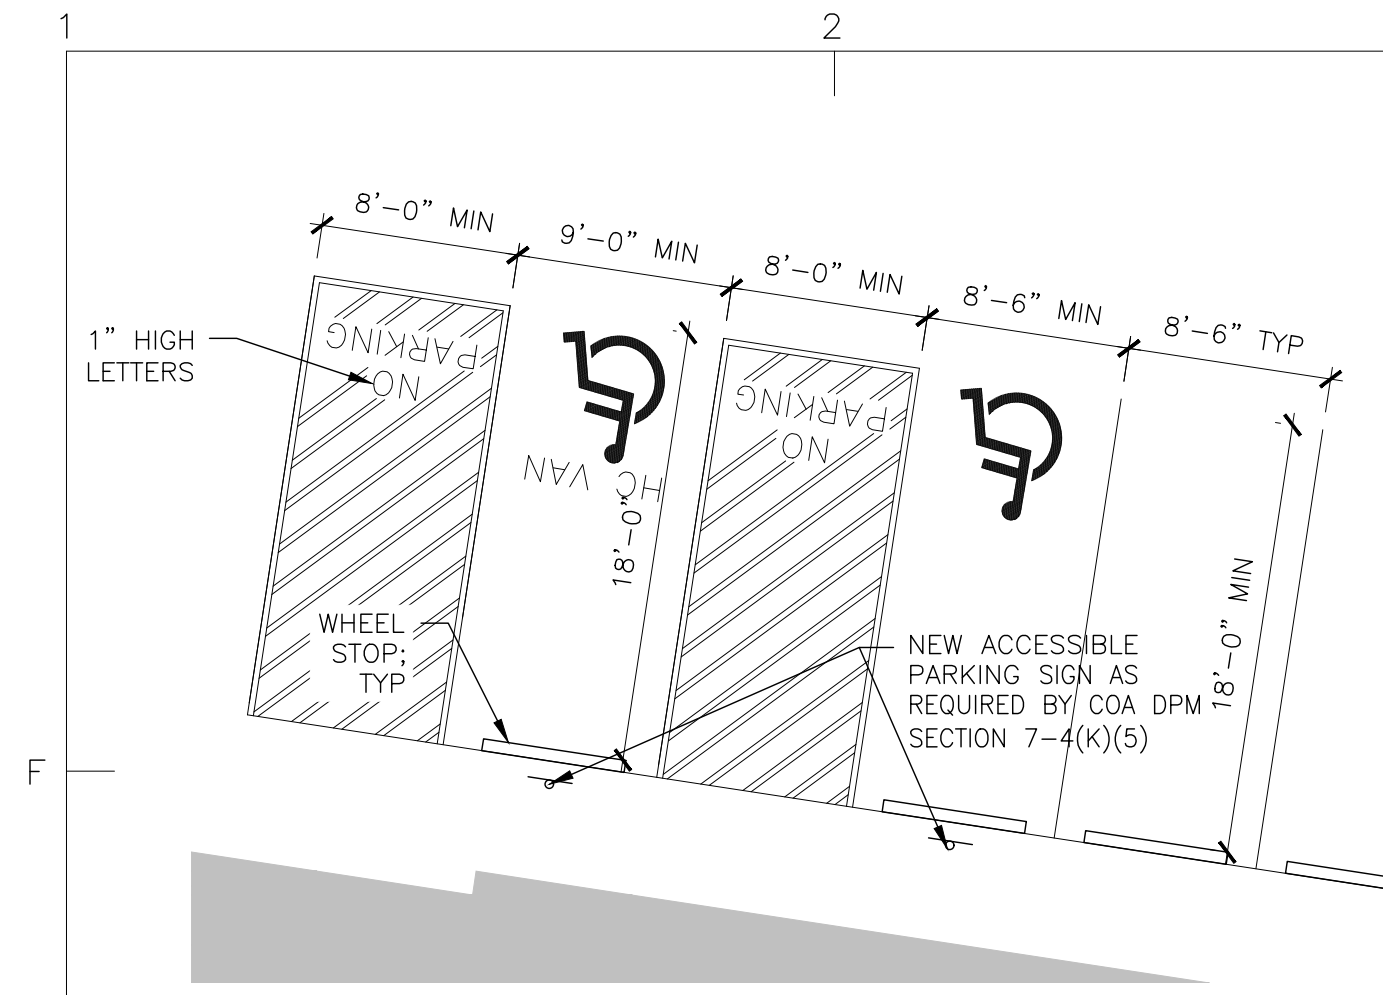 1
2
8'-0" MIN
9'-0" MIN
8'-0" MIN
8'-6" MIN
8'-6" TYP
1" HIGH
LETTERS
NO
PARKING
NO
PARKING
HC VAN
18'-0"
18'-0" MIN
WHEEL
STOP;
TYP
NEW ACCESSIBLE
PARKING SIGN AS
REQUIRED BY COA DPM
SECTION 7-4(K)(5)
F